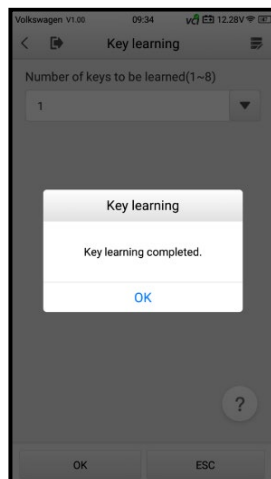 Volkswagen V1.00 09:34 VCI 12.28V
Key learning
Number of keys to be learned(1~8)
1
Key learning
Key learning completed.
OK
?
OK ESC